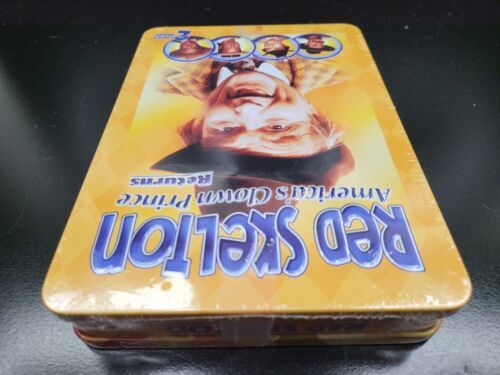 RED SKELTON
America's Clown Prince
Returns